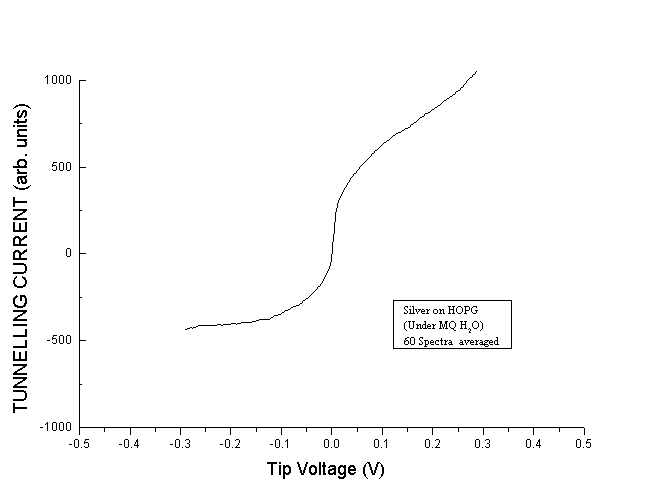 1000
500
0
-500
-1000
TUNNELLING CURRENT (arb. units)
Silver on HOPG
(Under MQ H₂O)
60 Spectra averaged
-0.5 -0.4 -0.3 -0.2 -0.1 0.0 0.1 0.2 0.3 0.4 0.5
Tip Voltage (V)